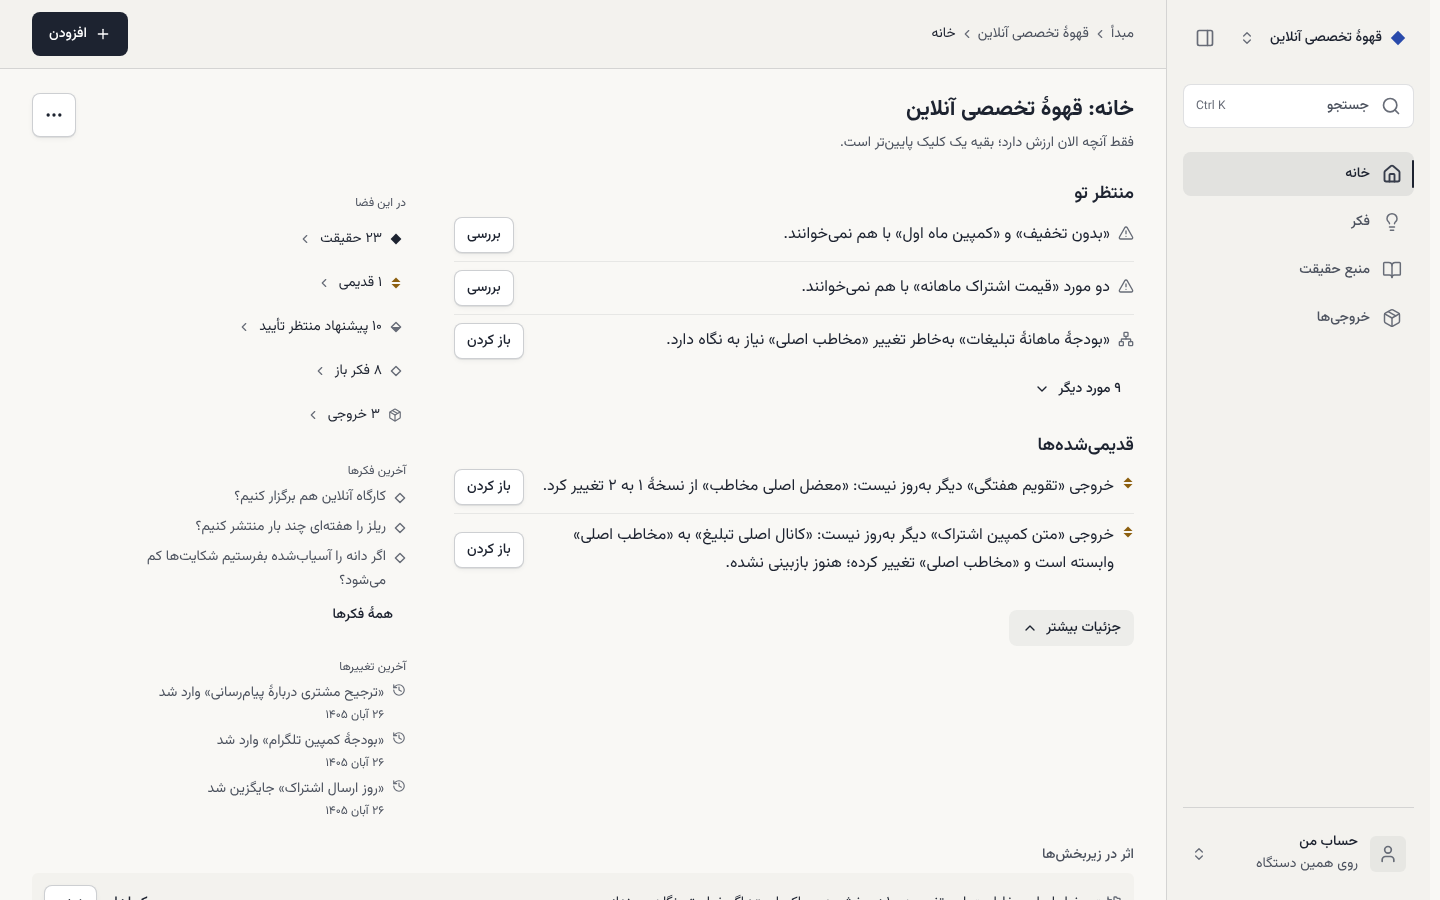 قهوهٔ تخصصی آنلاین
جستجو
Ctrl K
خانه
فکر
منبع حقیقت
خروجی‌ها
حساب من
روی همین دستگاه
مبدأ
قهوهٔ تخصصی آنلاین
خانه
افزودن
خانه: قهوهٔ تخصصی آنلاین
فقط آنچه الان ارزش دارد؛ بقیه یک کلیک پایین‌تر است.
منتظر تو
«بدون تخفیف» و «کمپین ماه اول» با هم نمی‌خوانند.
بررسی
دو مورد «قیمت اشتراک ماهانه» با هم نمی‌خوانند.
بررسی
«بودجهٔ ماهانهٔ تبلیغات» به‌خاطر تغییر «مخاطب اصلی» نیاز به نگاه دارد.
باز کردن
۹ مورد دیگر
قدیمی‌شده‌ها
خروجی «تقویم هفتگی» دیگر به‌روز نیست: «معضل اصلی مخاطب» از نسخهٔ ۱ به ۲ تغییر کرد.
باز کردن
خروجی «متن کمپین اشتراک» دیگر به‌روز نیست: «کانال اصلی تبلیغ» به «مخاطب اصلی»
وابسته است و «مخاطب اصلی» تغییر کرده؛ هنوز بازبینی نشده.
باز کردن
جزئیات بیشتر
در این فضا
۲۳ حقیقت
۱ قدیمی
۱۰ پیشنهاد منتظر تأیید
۸ فکر باز
۳ خروجی
آخرین فکرها
کارگاه آنلاین هم برگزار کنیم؟
ریلز را هفته‌ای چند بار منتشر کنیم؟
اگر دانه را آسیاب‌شده بفرستیم شکایت‌ها کم
می‌شود؟
همهٔ فکرها
آخرین تغییرها
«ترجیح مشتری دربارهٔ پیام‌رسانی» وارد شد
۲۶ آبان ۱۴۰۵
«بودجهٔ کمپین تلگرام» وارد شد
۲۶ آبان ۱۴۰۵
«روز ارسال اشتراک» جایگزین شد
۲۶ آبان ۱۴۰۵
اثر در زیربخش‌ها